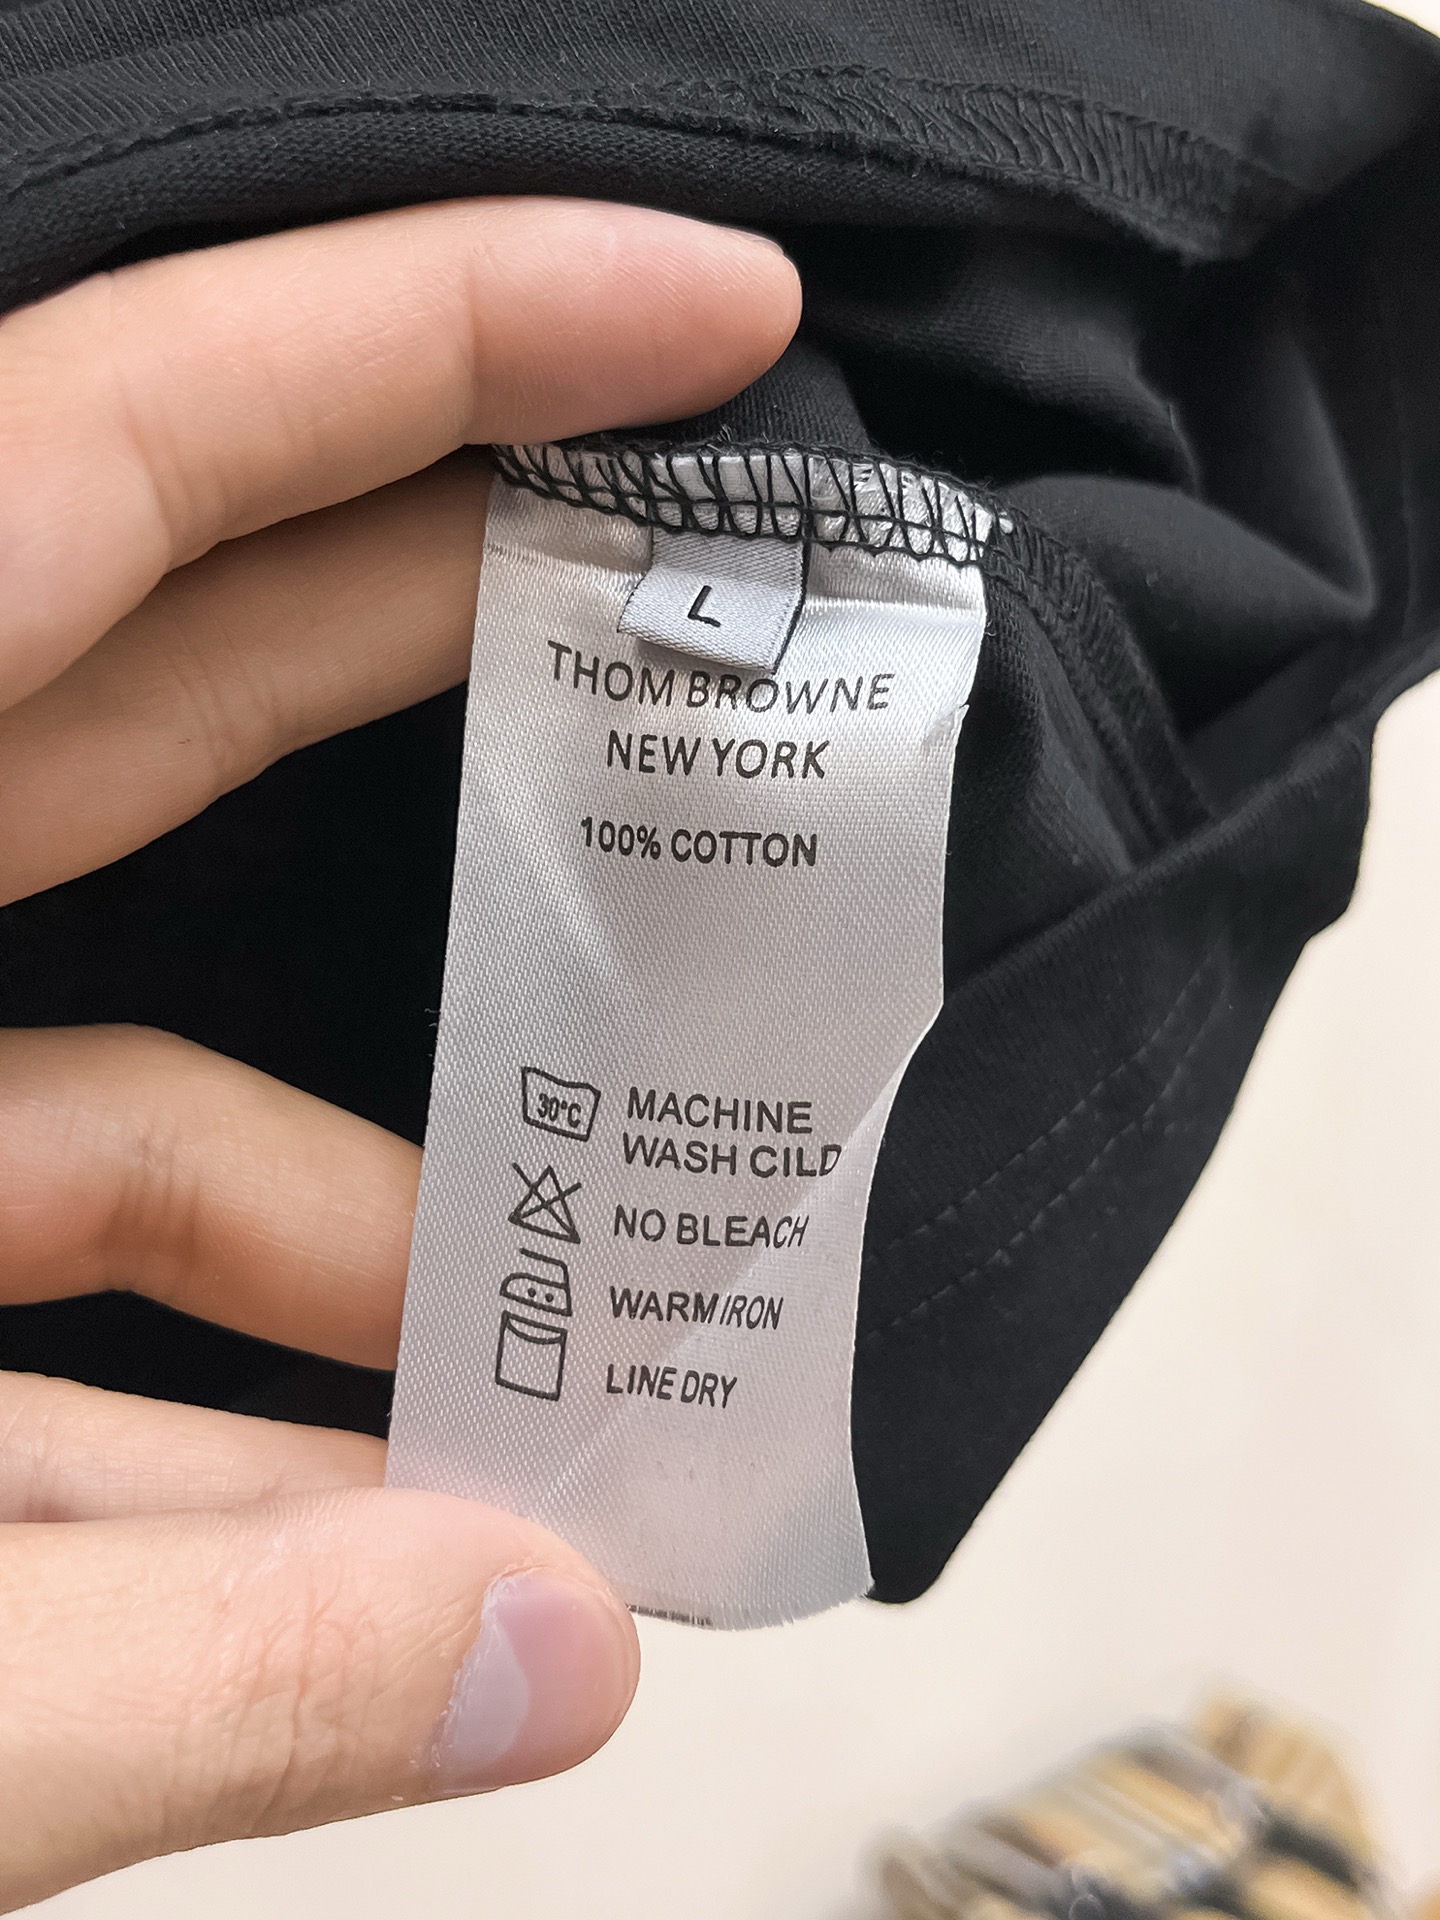 L
THOM BROWNE
NEW YORK
100% COTTON
30°C
MACHINE
WASH CILD
NO BLEACH
WARM IRON
LINE DRY